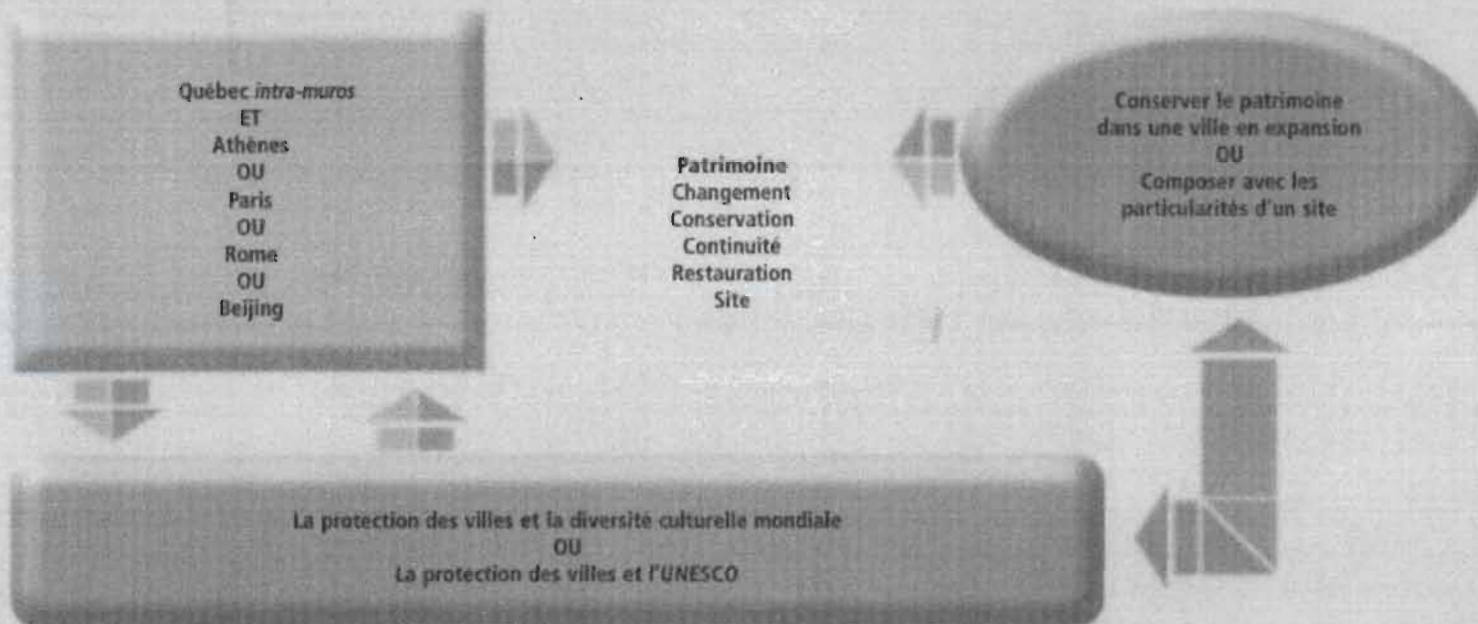 Québec intra-muros
ET
Athènes
OU
Paris
OU
Rome
OU
Beijing
Patrimoine
Changement
Conservation
Continuité
Restauration
Site
Conserver le patrimoine
dans une ville en expansion
OU
Composer avec les
particularités d'un site
La protection des villes et la diversité culturelle mondiale
OU
La protection des villes et l'UNESCO